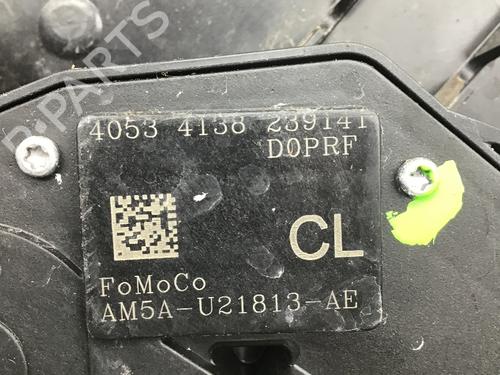 4053 4138 239141
D0PRF
CL
FoMoCo
AM5A-U21813-AE
B-PARTS